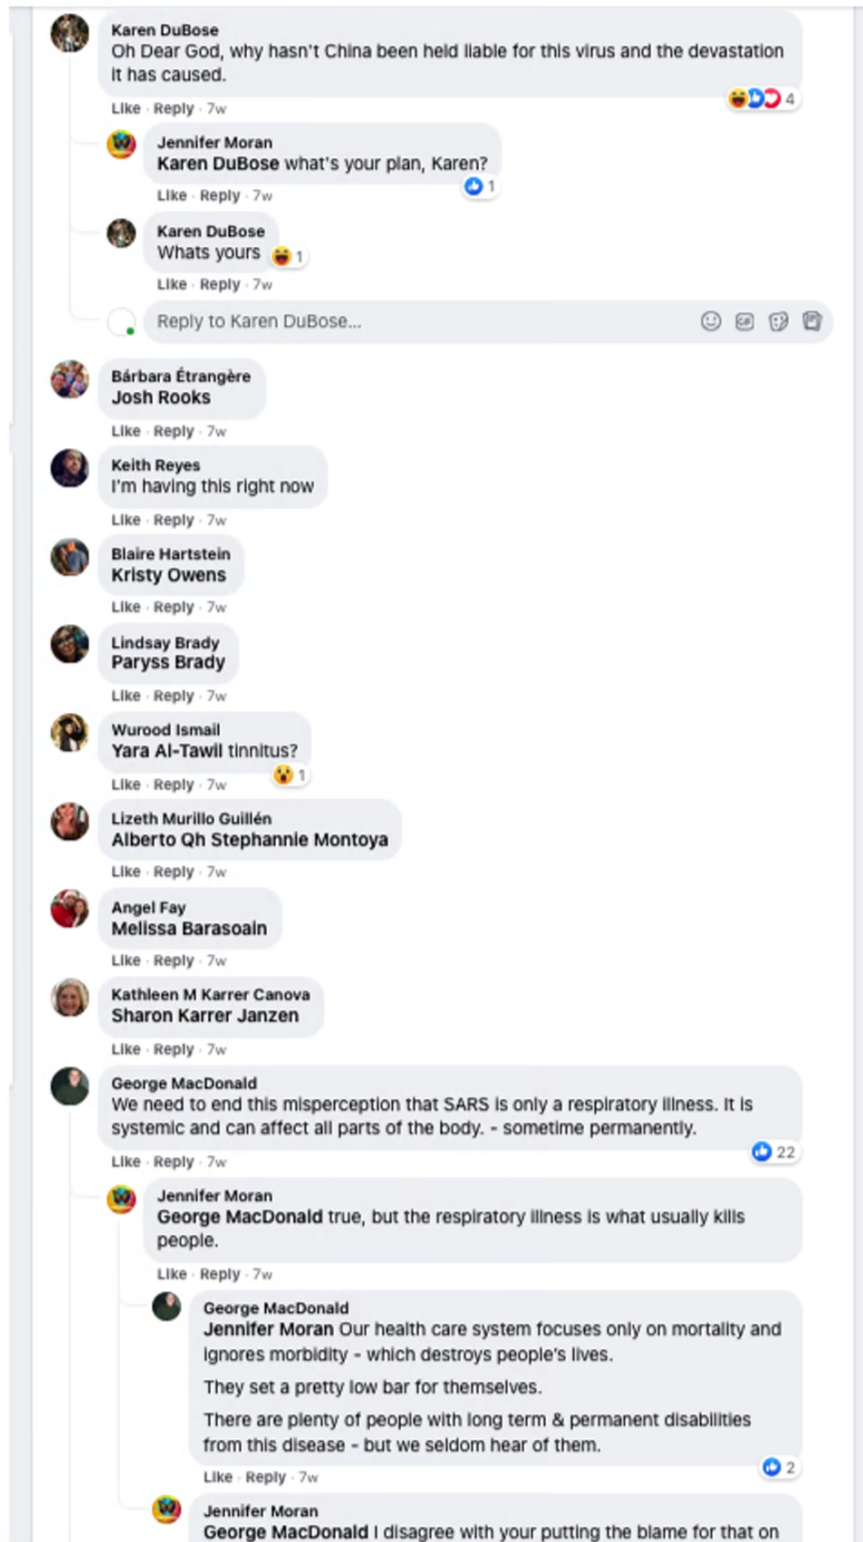 Karen DuBose
Oh Dear God, why hasn't China been held liable for this virus and the devastation
it has caused.
4
Like · Reply · 7w
Jennifer Moran
Karen DuBose what's your plan, Karen?
1
Like · Reply · 7w
Karen DuBose
Whats yours
1
Like · Reply · 7w
Reply to Karen DuBose...
GIF
Bárbara Étrangère
Josh Rooks
Like · Reply · 7w
Keith Reyes
I'm having this right now
Like · Reply · 7w
Blaire Hartstein
Kristy Owens
Like · Reply · 7w
Lindsay Brady
Paryss Brady
Like · Reply · 7w
Wurood Ismail
Yara Al-Tawil tinnitus?
1
Like · Reply · 7w
Lizeth Murillo Guillén
Alberto Qh Stephannie Montoya
Like · Reply · 7w
Angel Fay
Melissa Barasoain
Like · Reply · 7w
Kathleen M Karrer Canova
Sharon Karrer Janzen
Like · Reply · 7w
George MacDonald
We need to end this misperception that SARS is only a respiratory illness. It is
systemic and can affect all parts of the body. - sometime permanently.
22
Like · Reply · 7w
Jennifer Moran
George MacDonald true, but the respiratory illness is what usually kills
people.
Like · Reply · 7w
George MacDonald
Jennifer Moran Our health care system focuses only on mortality and
ignores morbidity - which destroys people's lives.
They set a pretty low bar for themselves.
There are plenty of people with long term & permanent disabilities
from this disease - but we seldom hear of them.
2
Like · Reply · 7w
Jennifer Moran
George MacDonald I disagree with your putting the blame for that on